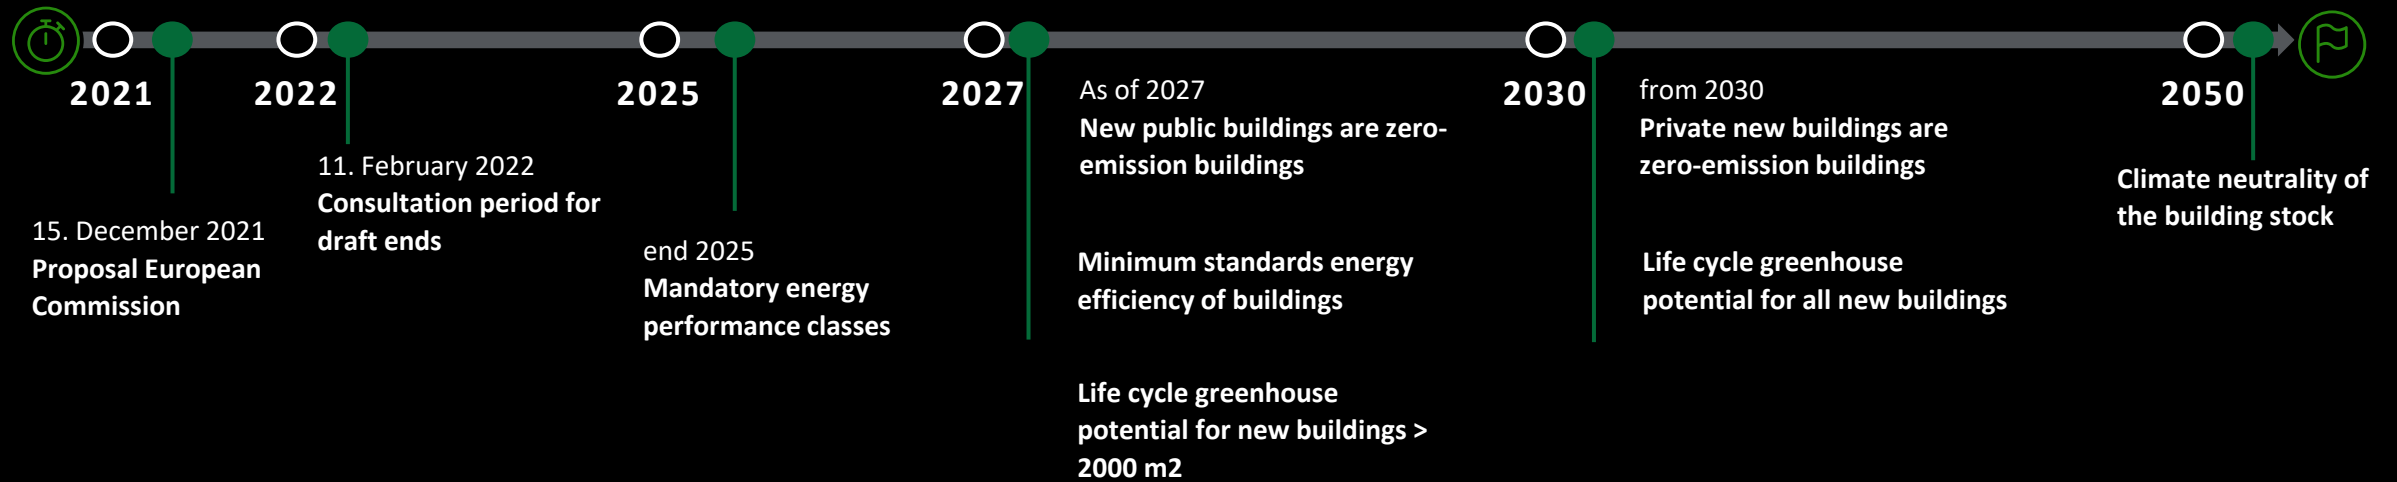 2021
15. December 2021
Proposal European
Commission
2022
11. February 2022
Consultation period for
draft ends
2025
end 2025
Mandatory energy
performance classes
2027
As of 2027
New public buildings are zero-
emission buildings
Minimum standards energy
efficiency of buildings
Life cycle greenhouse
potential for new buildings >
2000 m2
2030
from 2030
Private new buildings are
zero-emission buildings
Life cycle greenhouse
potential for all new buildings
2050
Climate neutrality of
the building stock